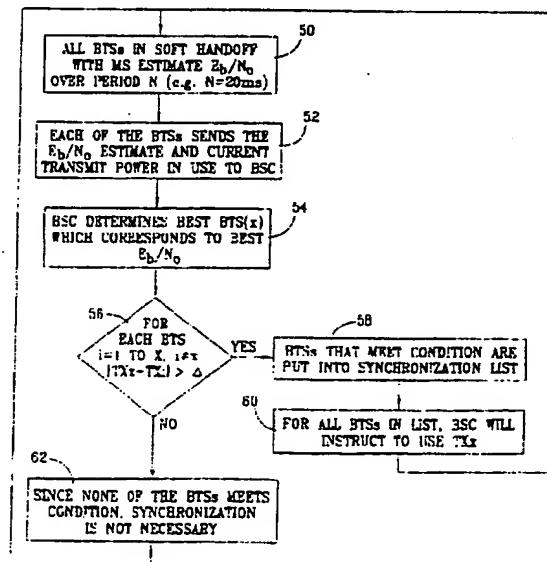 50
ALL BTSs IN SOFT HANDOFF
WITH MS ESTIMATE Eb/No
OVER PERIOD N (e.g. N=20ms)
52
EACH OF THE BTSs SENDS THE
Eb/No ESTIMATE AND CURRENT
TRANSMIT POWER IN USE TO BSC
54
BSC DETERMINES BEST BTS(x)
WHICH CORRESPONDS TO BEST
Eb/No
56
FOR
EACH BTS
i=1 TO X, i≠x
|TXx-TXi| > Δ
YES
NO
58
BTSs THAT MEET CONDITION ARE
PUT INTO SYNCHRONIZATION LIST
60
FOR ALL BTSs IN LIST, BSC WILL
INSTRUCT TO USE TXx
62
SINCE NONE OF THE BTSs MEETS
CONDITION, SYNCHRONIZATION
IS NOT NECESSARY